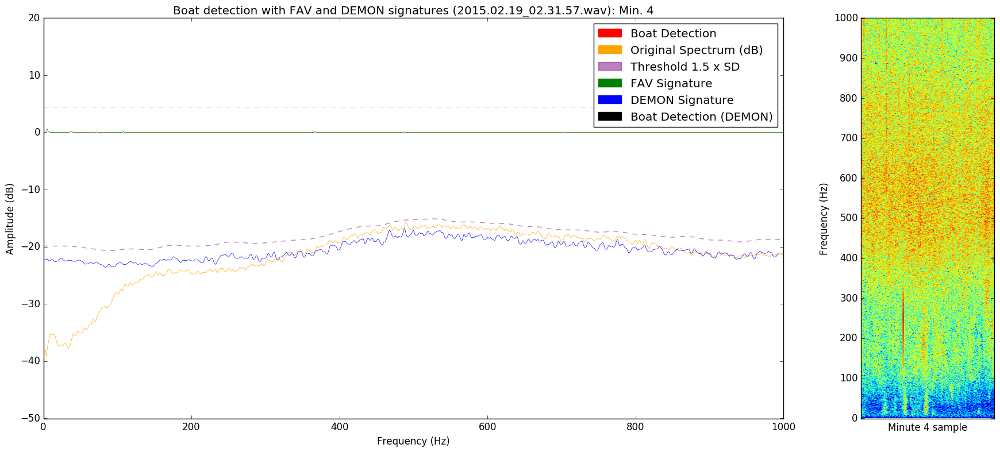 Boat detection with FAV and DEMON signatures (2015.02.19_02.31.57.wav): Min. 4
20
10
0
−10
−20
−30
−40
−50
Amplitude (dB)
0
200
400
600
800
1000
Frequency (Hz)
Boat Detection
Original Spectrum (dB)
Threshold 1.5 x SD
FAV Signature
DEMON Signature
Boat Detection (DEMON)
1000
900
800
700
600
500
400
300
200
100
0
Frequency (Hz)
Minute 4 sample